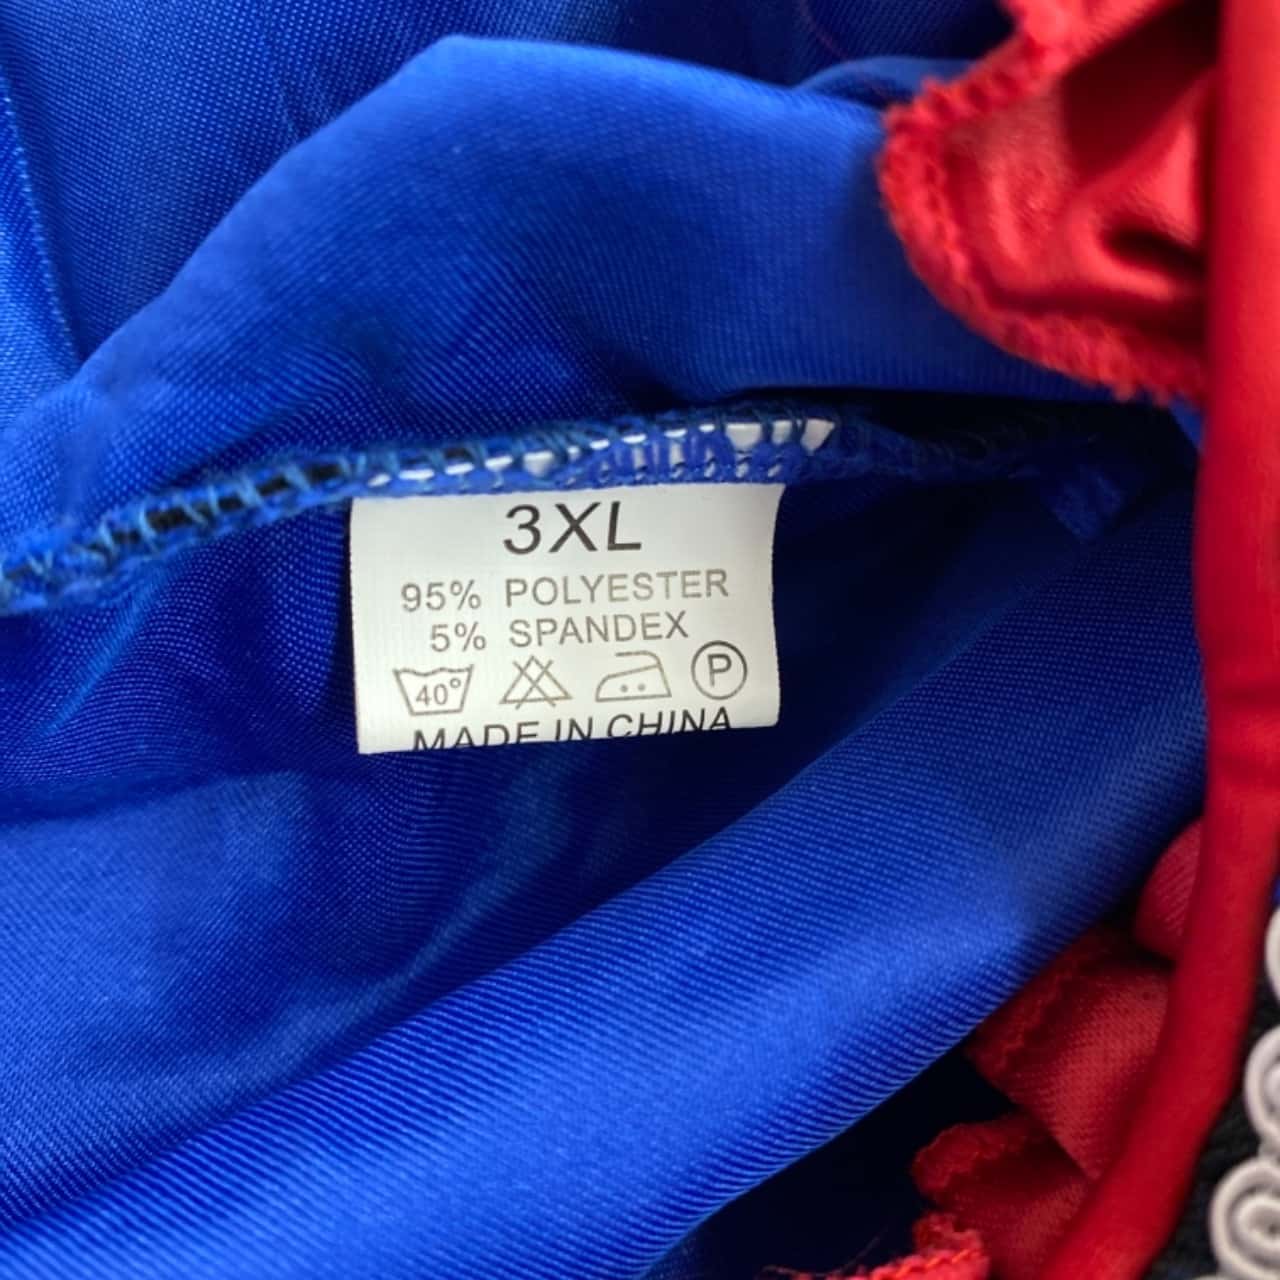 3XL
95% POLYESTER
5% SPANDEX
40° P
MADE IN CHINA